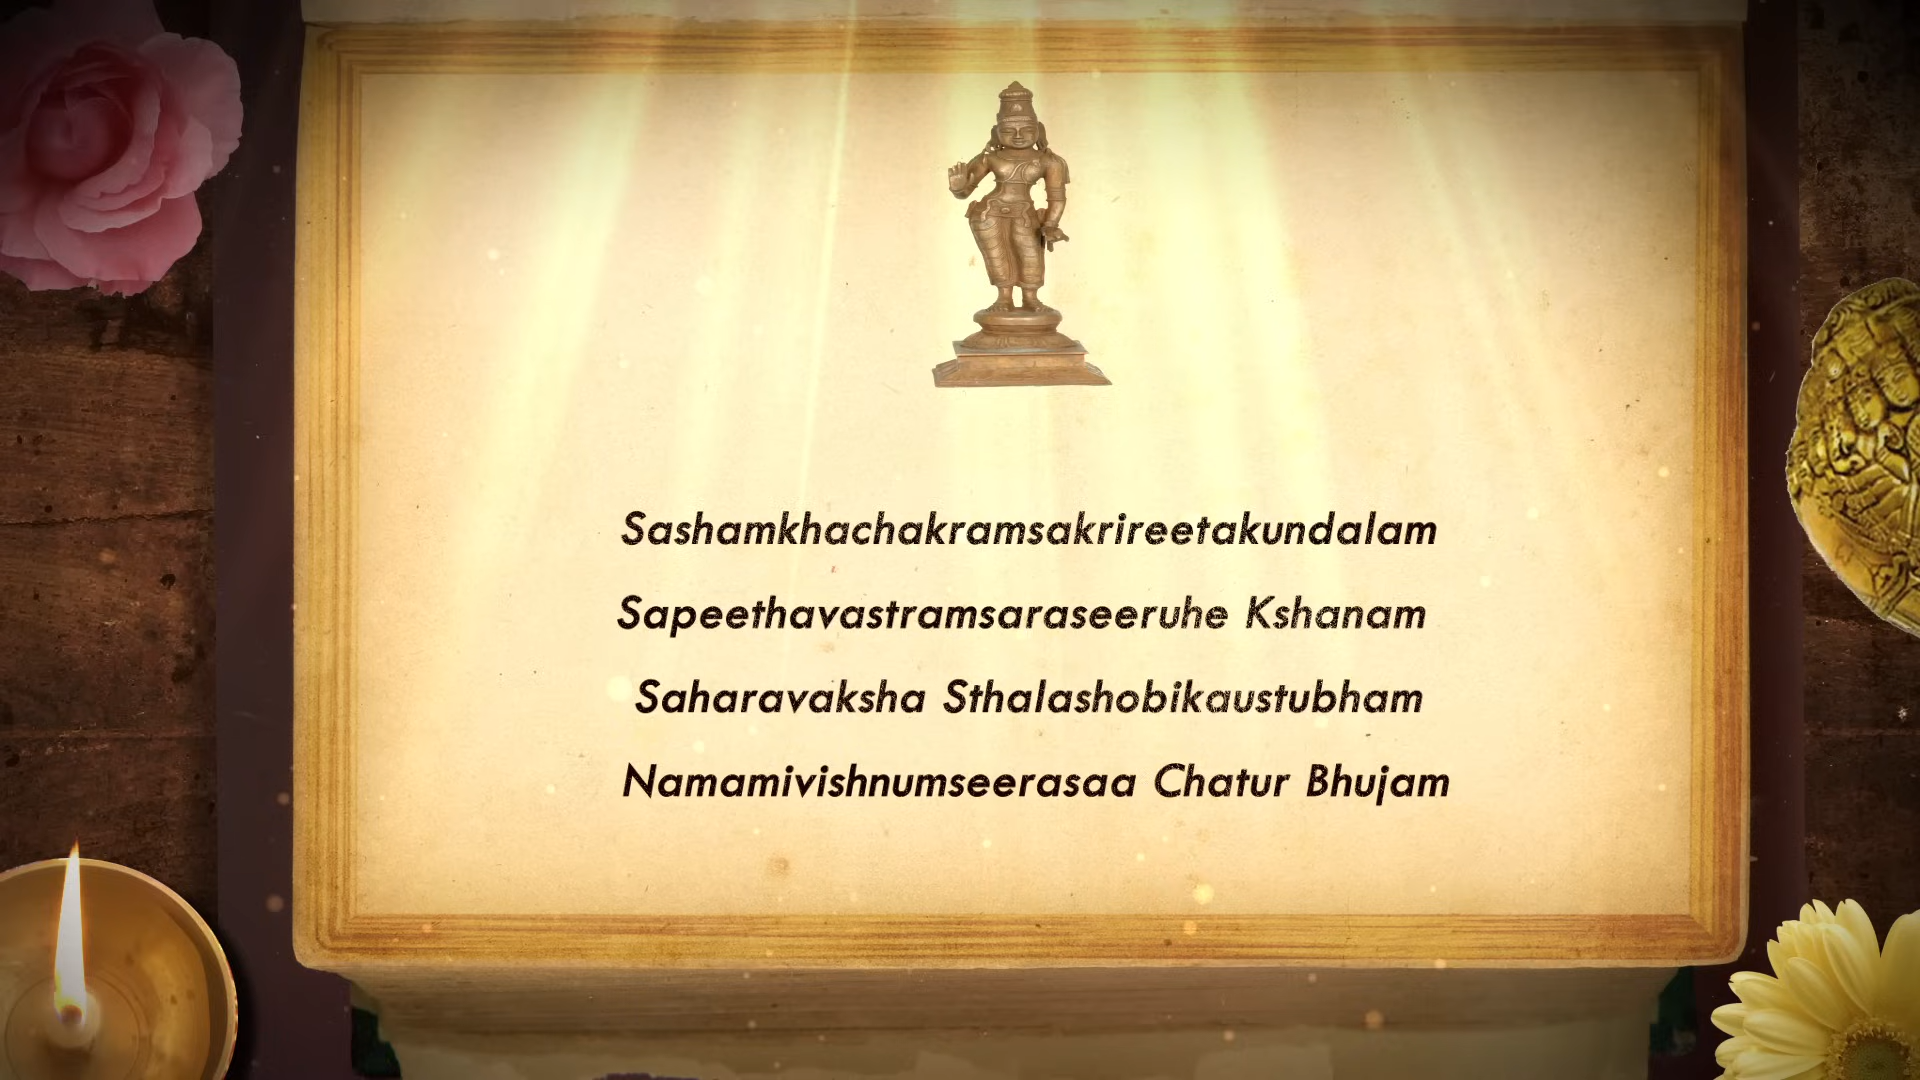 Sashamkhachakramsakrireetakundalam
Sapeethavastramsaraseeruhe Kshanam
Saharavaksha Sthalashobikaustubham
Namamivishnumseerasaa Chatur Bhujam